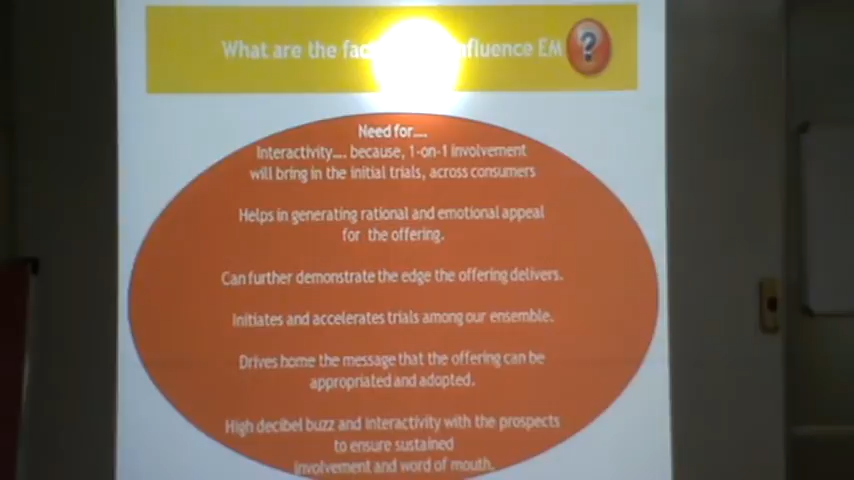 What are the fac fluence EM ?
Need for....
Interactivity.... because, 1-on-1 involvement
will bring in the initial trials, across consumers
Helps in generating rational and emotional appeal
for the offering.
Can further demonstrate the edge the offering delivers.
Initiates and accelerates trials among our ensemble.
Drives home the message that the offering can be
appropriated and adopted.
High decibel buzz and interactivity with the prospects
to ensure sustained
involvement and word of mouth.